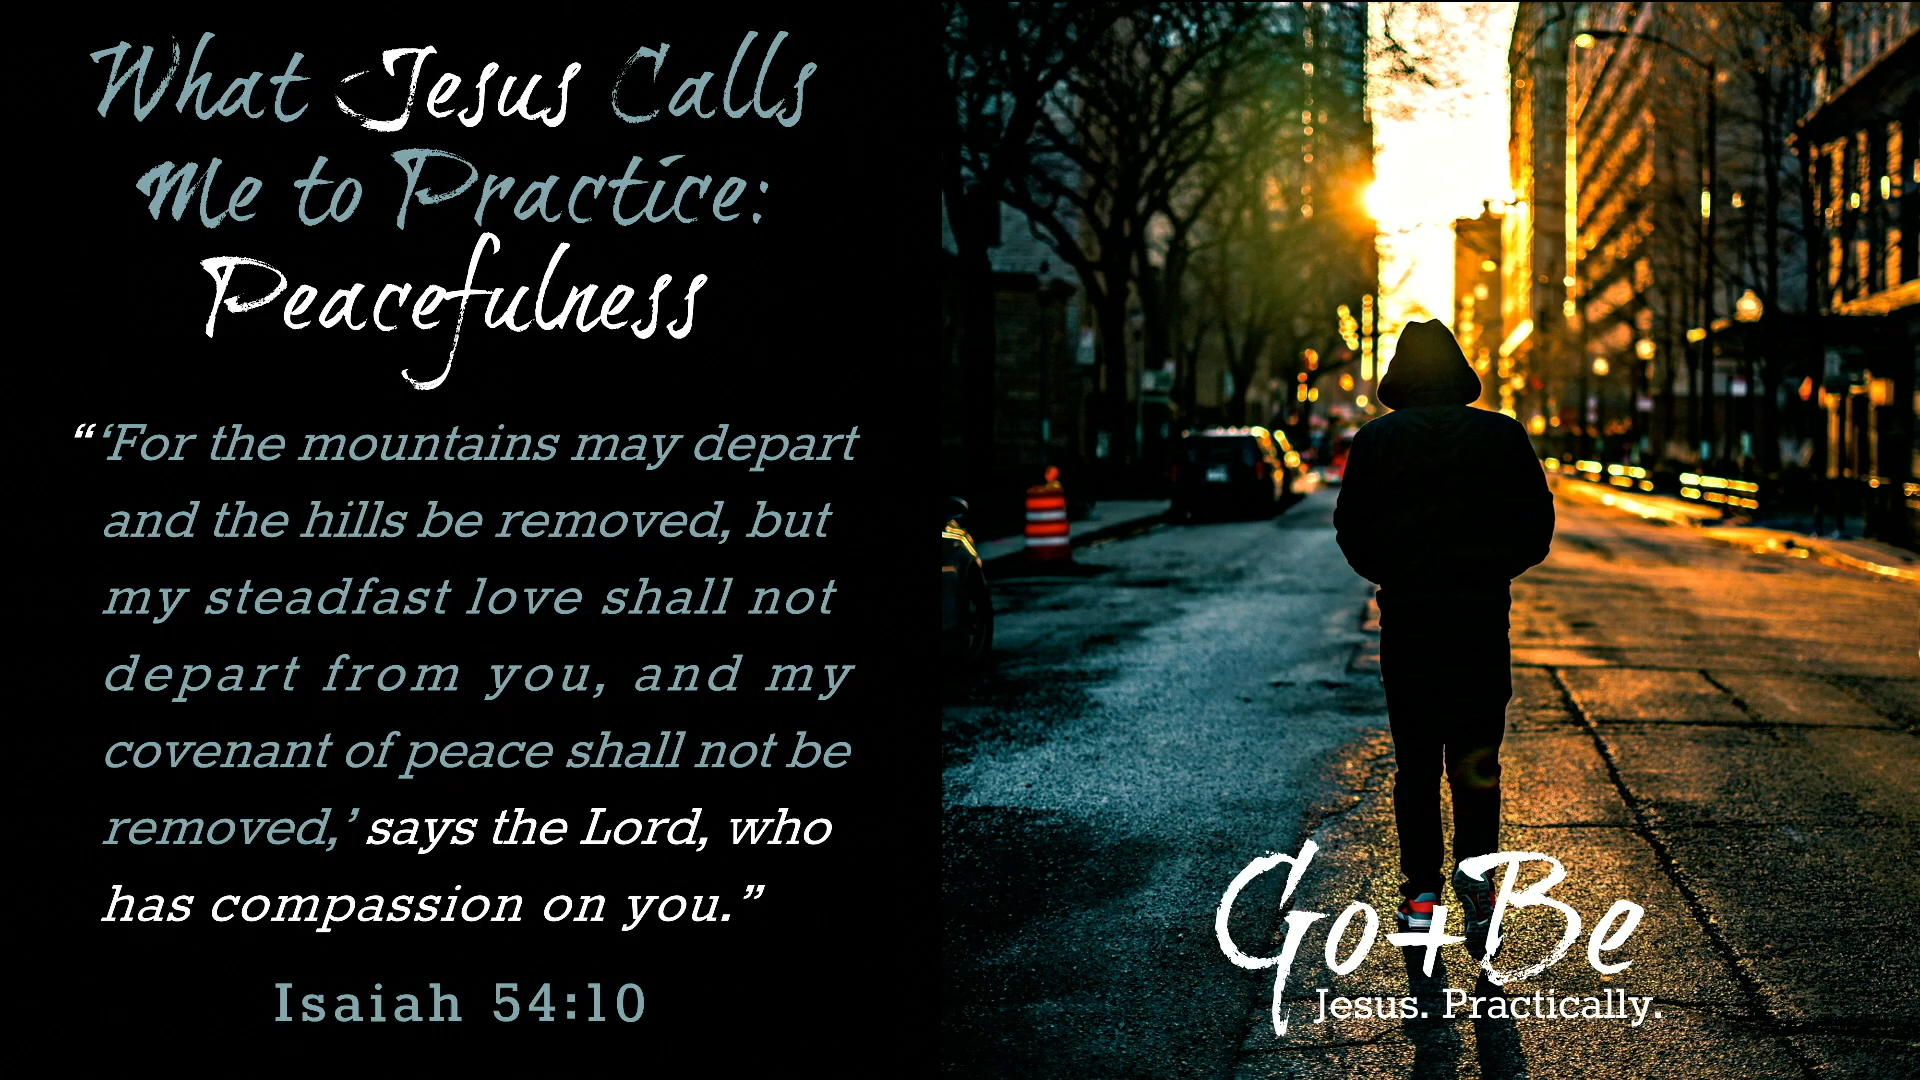 What Jesus Calls
Me to Practice:
Peacefulness
“‘For the mountains may depart
and the hills be removed, but
my steadfast love shall not
depart from you, and my
covenant of peace shall not be
removed,’ says the Lord, who
has compassion on you.”
Isaiah 54:10
Go+Be
Jesus. Practically.